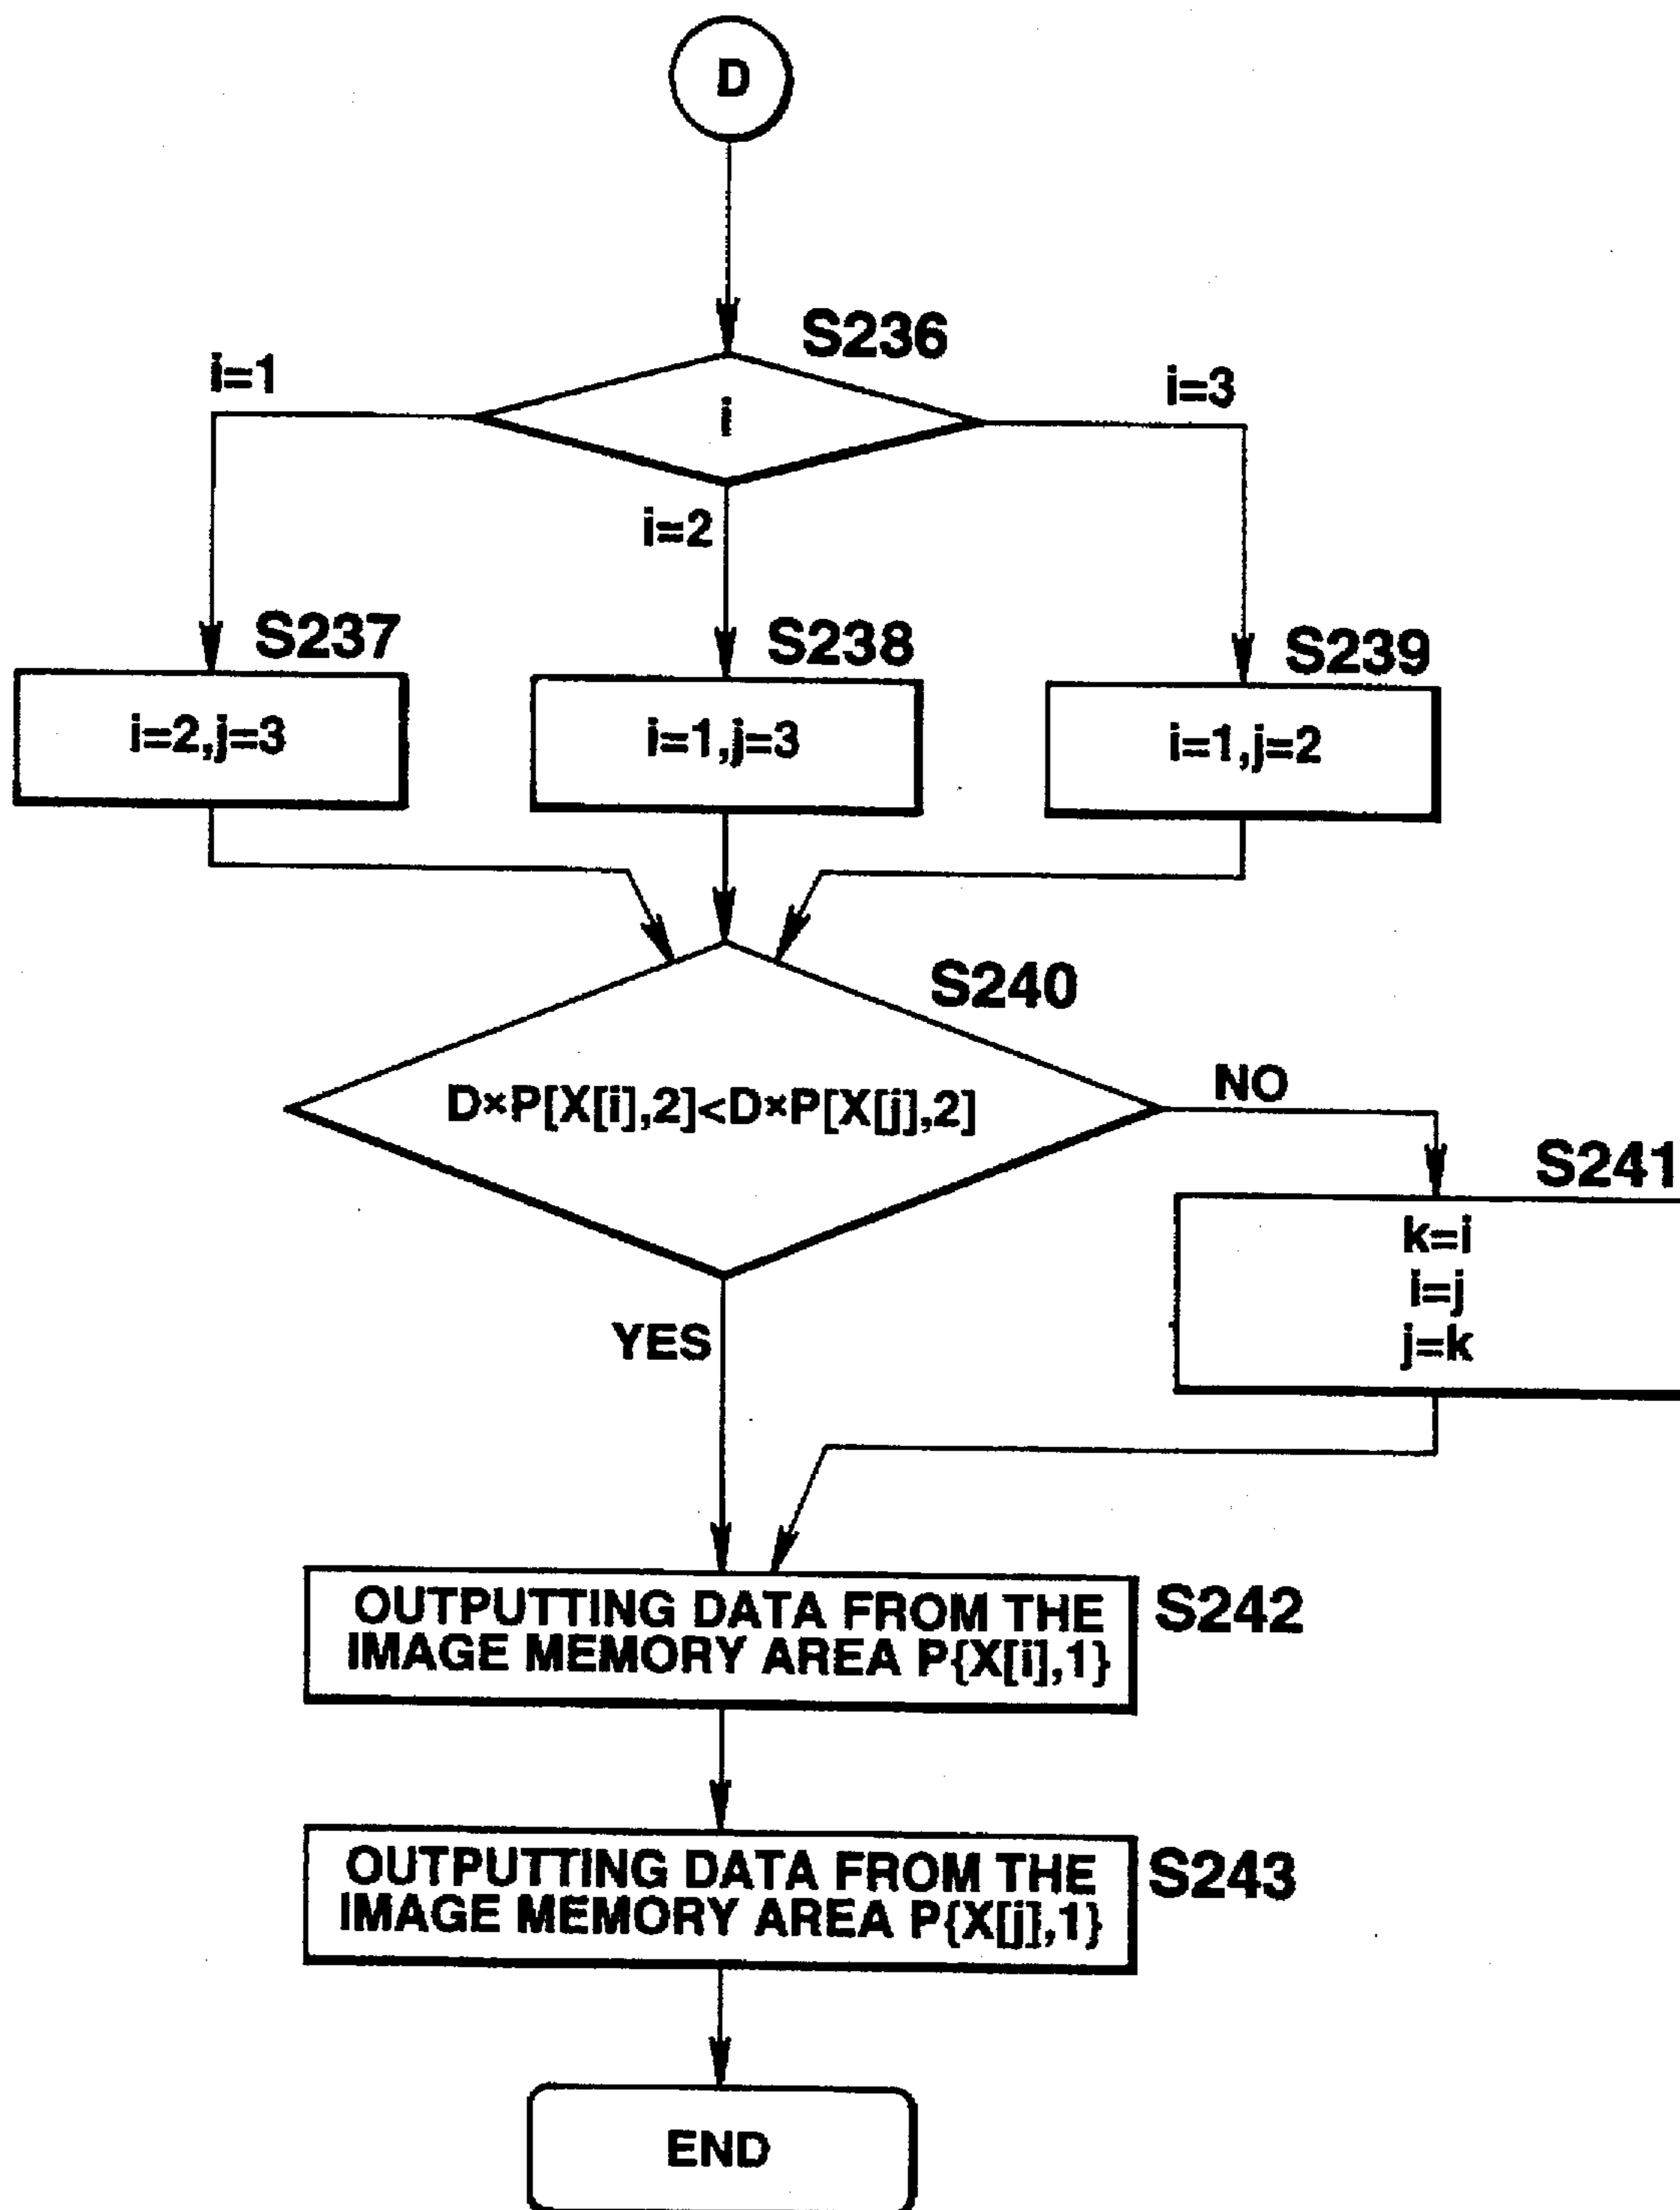 D
S236
i=1
i
i=3
i=2
S237
S238
S239
i=2,j=3
i=1,j=3
i=1,j=2
S240
D×P[X[i],2]<D×P[X[j],2]
NO
S241
k=i
i=j
j=k
YES
OUTPUTTING DATA FROM THE
IMAGE MEMORY AREA P{X[i],1}
S242
OUTPUTTING DATA FROM THE
IMAGE MEMORY AREA P{X[j],1}
S243
END